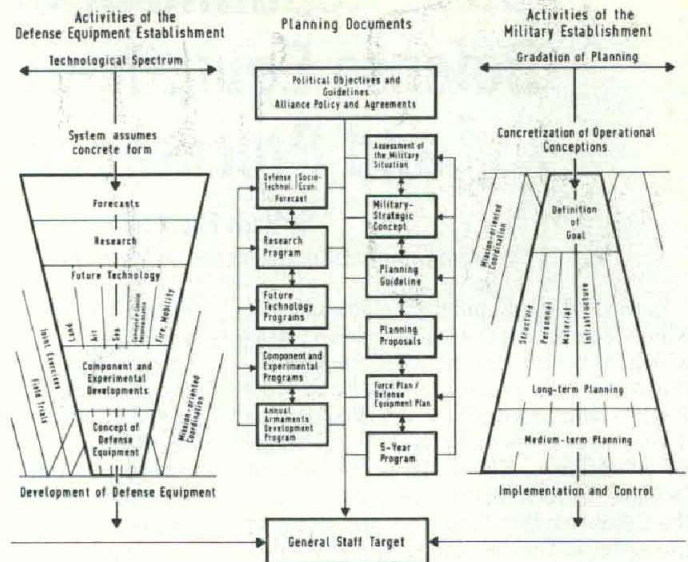 Activities of the
Defense Equipment Establishment
Technological Spectrum
System assumes
concrete form
Forecasts
Research
Future Technology
Land
Air
Sea
Fire, Mobility
Component and
Experimental
Developments
Concept of
Defense
Equipment
Joint Exercises
Field Trials
Mission-oriented
Coordination
Development of Defense Equipment
Planning Documents
Political Objectives and
Guidelines
Alliance Policy and Agreements
Defense Socio-
Technol. Econ.
Forecast
Research
Program
Future
Technology
Programs
Component and
Experimental
Programs
Annual
Armaments
Development
Program
Assessment of
the Military
Situation
Military-
Strategic
Concept
Planning
Guideline
Planning
Proposals
Force Plan /
Defense
Equipment Plan
5-Year
Program
General Staff Target
Activities of the
Military Establishment
Gradation of Planning
Concretization of Operational
Conceptions
Mission-oriented
Coordination
Definition
of
Goal
Structure
Personnel
Material
Infrastructure
Long-term Planning
Medium-term Planning
Implementation and Control